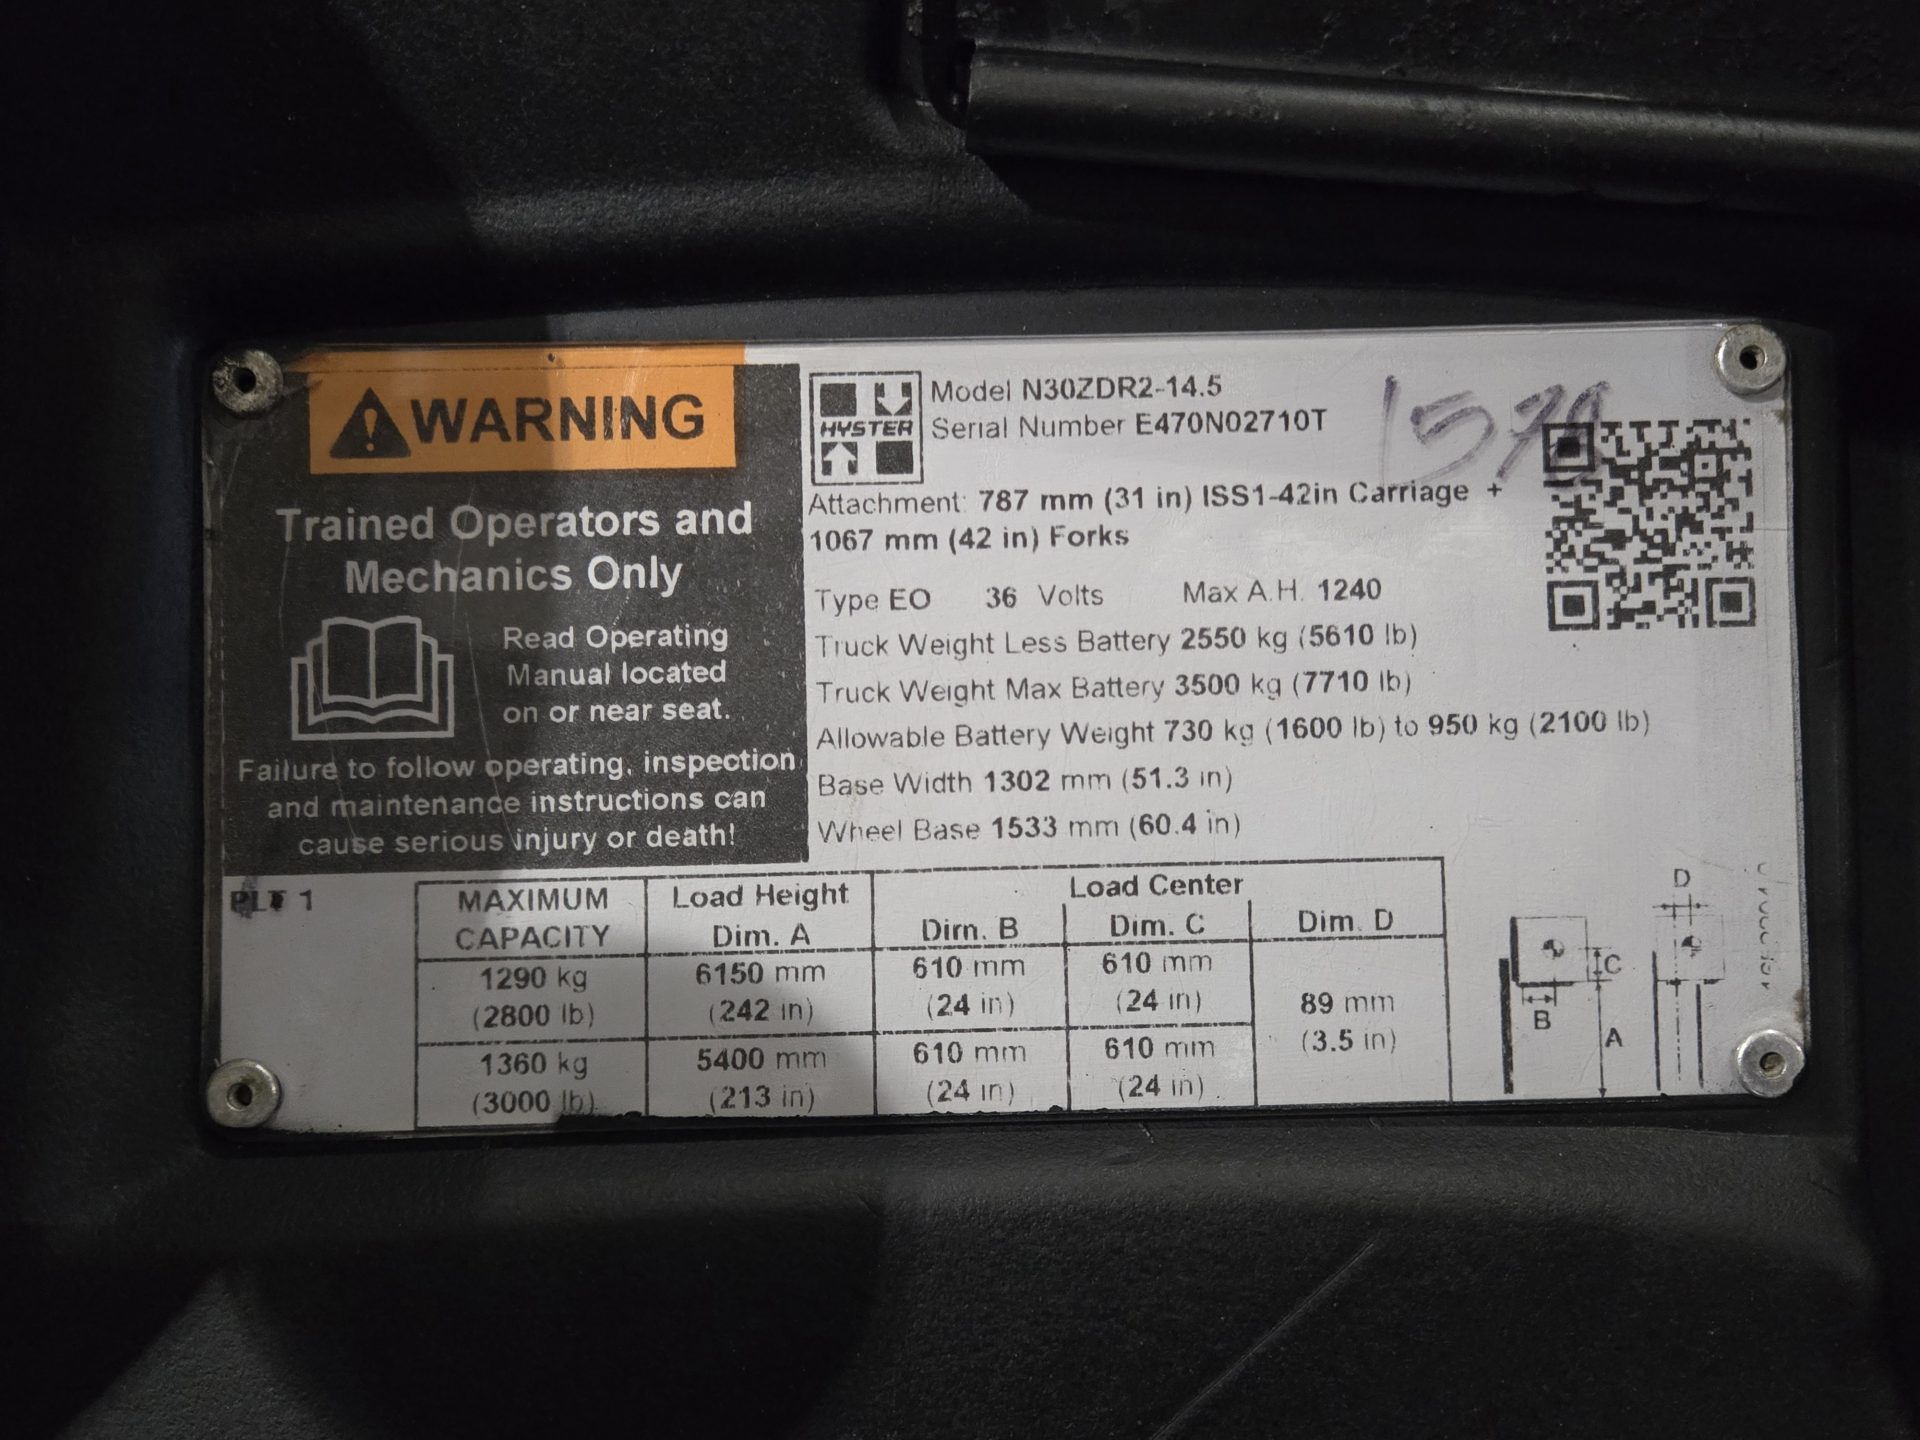 WARNING
Trained Operators and
Mechanics Only
Read Operating
Manual located
on or near seat.
Failure to follow operating, inspection
and maintenance instructions can
cause serious injury or death!
HYSTER
Model N30ZDR2-14.5
Serial Number E470N02710T
Attachment: 787 mm (31 in) ISS1-42in Carriage +
1067 mm (42 in) Forks
Type EO 36 Volts Max A.H. 1240
Truck Weight Less Battery 2550 kg (5610 lb)
Truck Weight Max Battery 3500 kg (7710 lb)
Allowable Battery Weight 730 kg (1600 lb) to 950 kg (2100 lb)
Base Width 1302 mm (51.3 in)
Wheel Base 1533 mm (60.4 in)
PLT 1
MAXIMUM CAPACITY
Load Height Dim. A
Load Center
Dim. B Dim. C Dim. D
1290 kg 6150 mm 610 mm 610 mm
(2800 lb) (242 in) (24 in) (24 in)
89 mm
(3.5 in)
1360 kg 5400 mm 610 mm 610 mm
(3000 lb) (213 in) (24 in) (24 in)
D
C
B
A